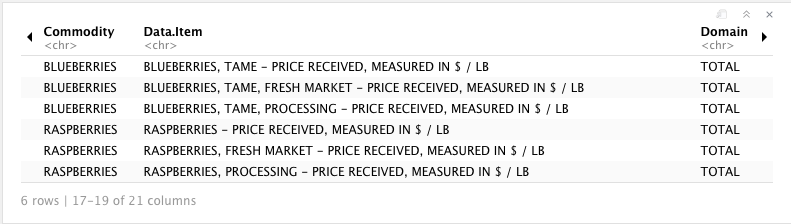 Commodity Data.Item Domain
<chr> <chr> <chr>
BLUEBERRIES BLUEBERRIES, TAME - PRICE RECEIVED, MEASURED IN $ / LB TOTAL
BLUEBERRIES BLUEBERRIES, TAME, FRESH MARKET - PRICE RECEIVED, MEASURED IN $ / LB TOTAL
BLUEBERRIES BLUEBERRIES, TAME, PROCESSING - PRICE RECEIVED, MEASURED IN $ / LB TOTAL
RASPBERRIES RASPBERRIES - PRICE RECEIVED, MEASURED IN $ / LB TOTAL
RASPBERRIES RASPBERRIES, FRESH MARKET - PRICE RECEIVED, MEASURED IN $ / LB TOTAL
RASPBERRIES RASPBERRIES, PROCESSING - PRICE RECEIVED, MEASURED IN $ / LB TOTAL
6 rows | 17-19 of 21 columns